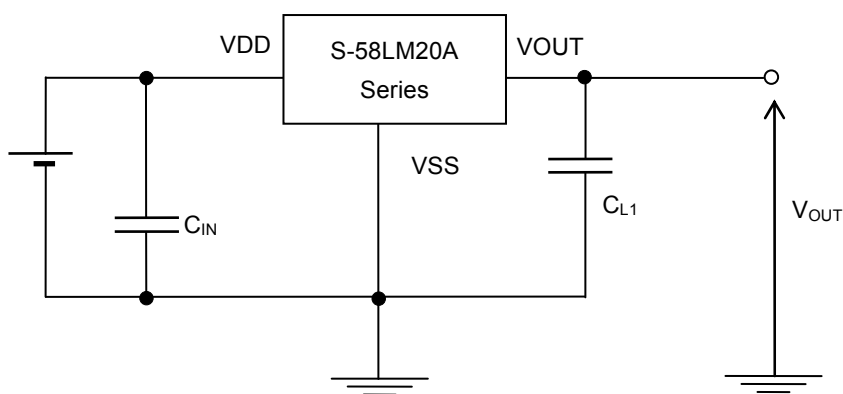 VDD
S-58LM20A
Series
VOUT
VSS
CIN
CL1
VOUT